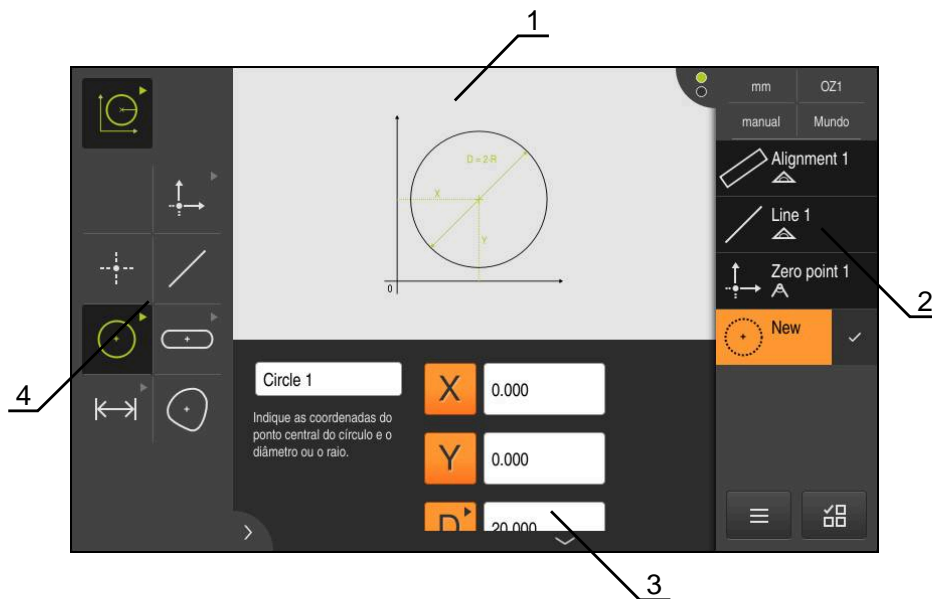 1
mm
OZ1
manual
Mundo
Alignment 1
Line 1
2
Zero point 1
New
D = 2·R
X
Y
0
4
Circle 1
Indique as coordenadas do
ponto central do círculo e o
diâmetro ou o raio.
X
0.000
Y
0.000
D
20.000
3